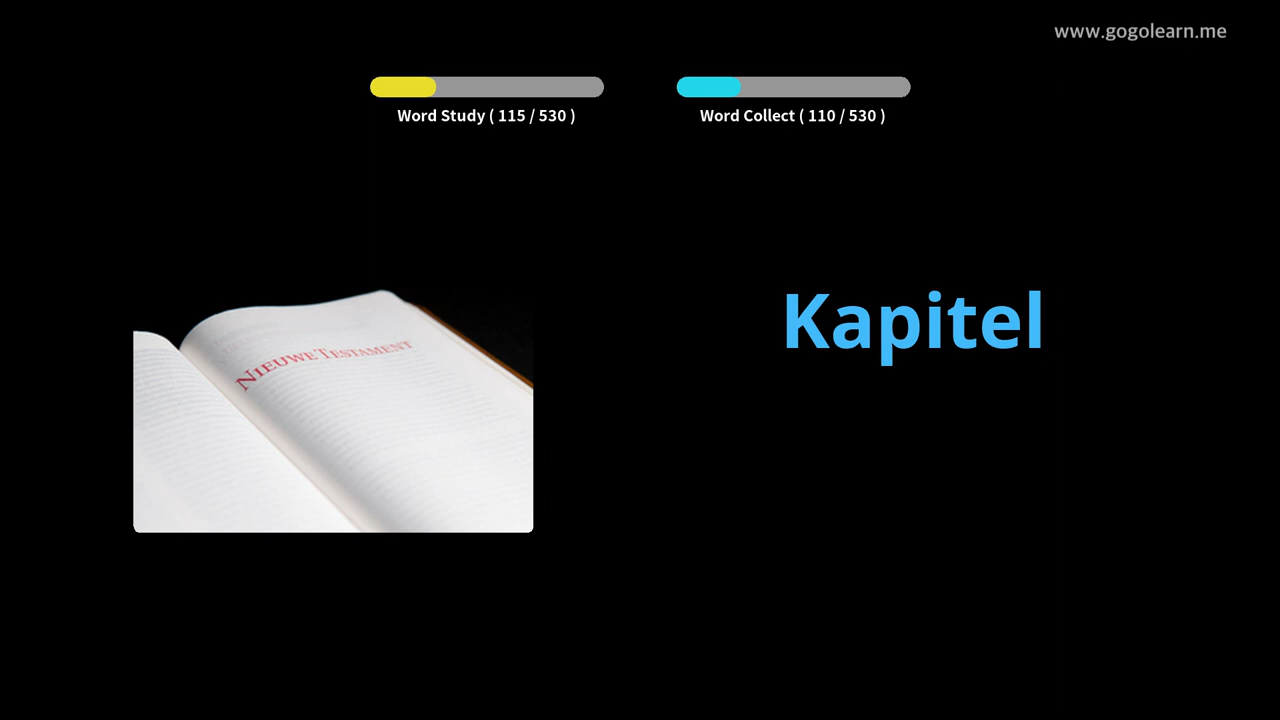 www.gogolearn.me
Word Study ( 115 / 530 )
Word Collect ( 110 / 530 )
Kapitel
NIEUWE TESTAMENT